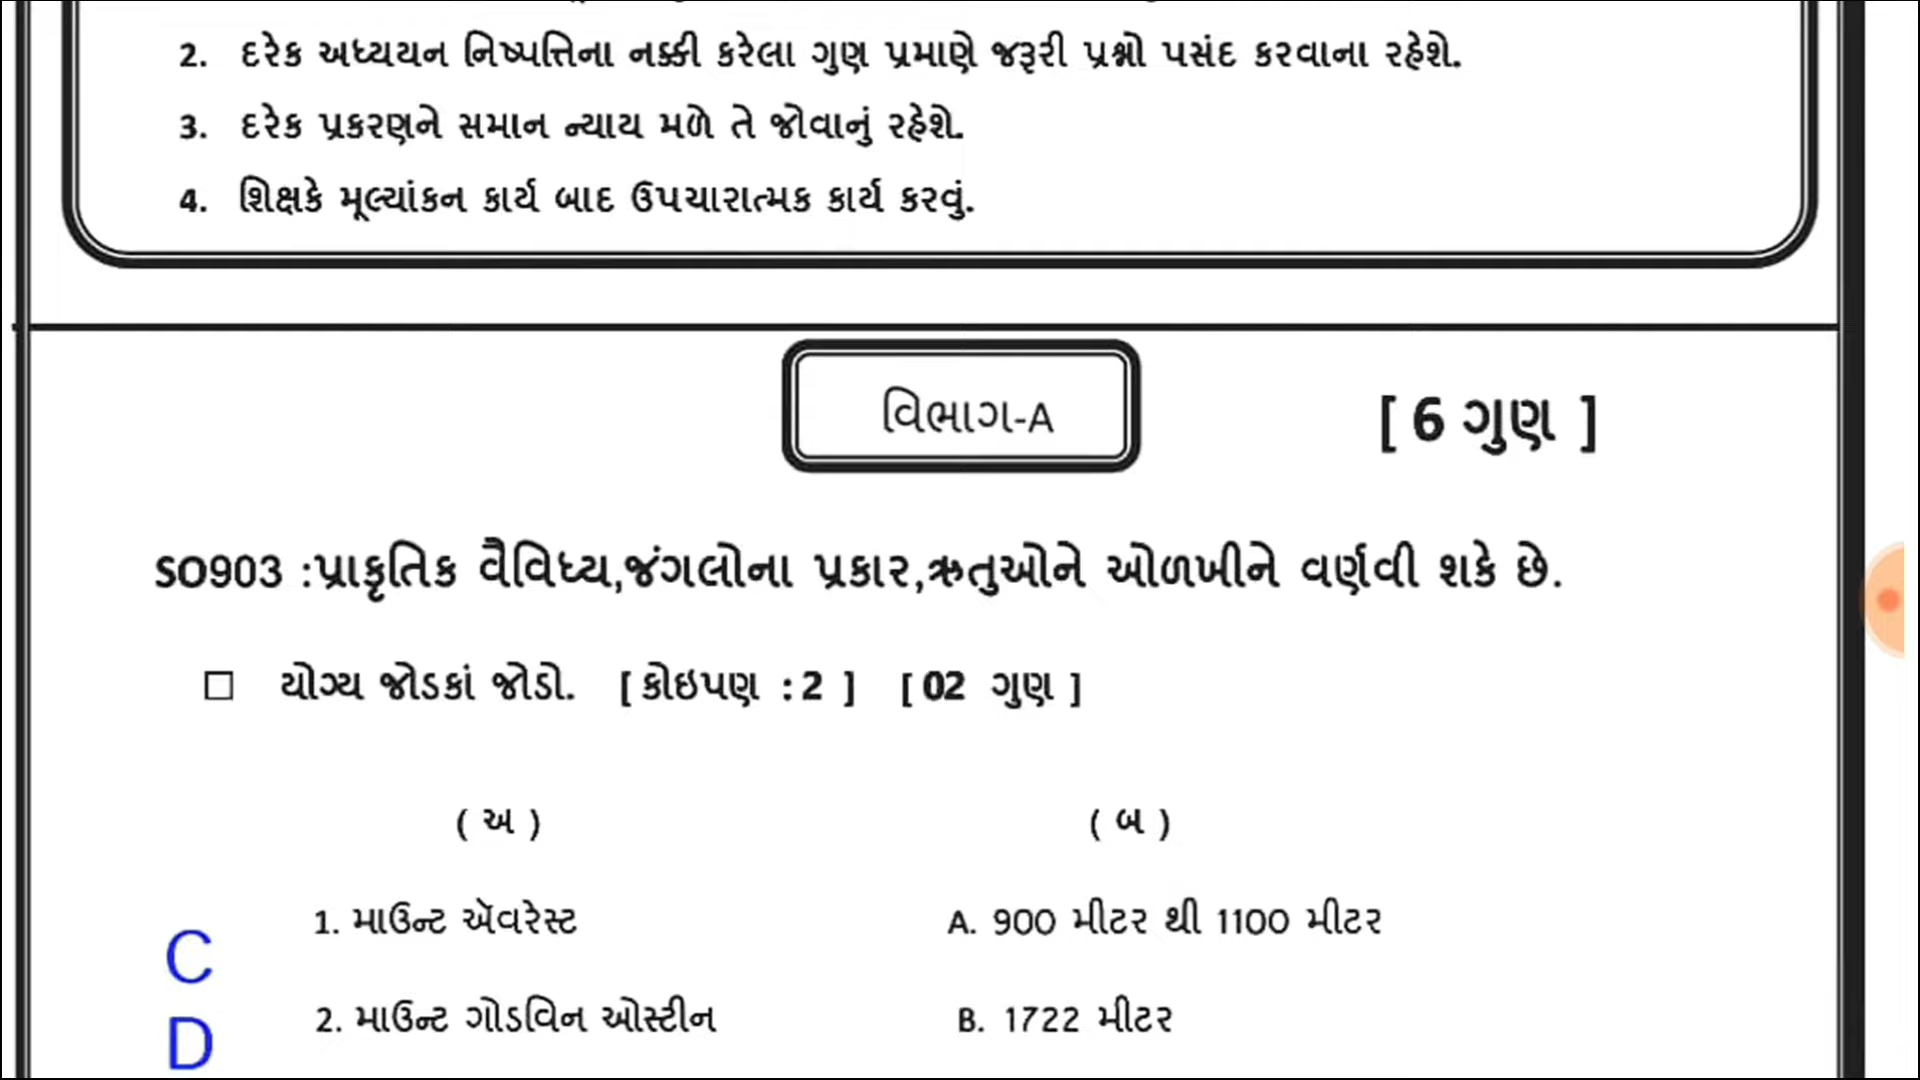 2. દરેક અધ્યયન નિષ્પત્તિના નક્કી કરેલા ગુણ પ્રમાણે જરૂરી પ્રશ્નો પસંદ કરવાના રહેશે.
3. દરેક પ્રકરણને સમાન ન્યાય મળે તે જોવાનું રહેશે.
4. શિક્ષકે મૂલ્યાંકન કાર્ય બાદ ઉપચારાત્મક કાર્ય કરવું.
વિભાગ-A [ 6 ગુણ ]
SO903 :પ્રાકૃતિક વૈવિધ્ય,જંગલોના પ્રકાર,ઋતુઓને ઓળખીને વર્ણવી શકે છે.
□ યોગ્ય જોડકાં જોડો. [ કોઇપણ : 2 ] [ 02 ગુણ ]
( અ ) ( બ )
C 1. માઉન્ટ ઍવરેસ્ટ A. 900 મીટર થી 1100 મીટર
D 2. માઉન્ટ ગોડવિન ઓસ્ટીન B. 1722 મીટર